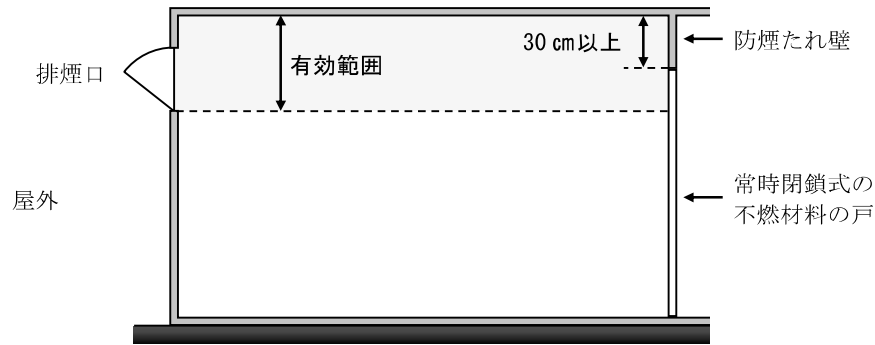 30 cm以上
防煙たれ壁
有効範囲
排煙口
常時閉鎖式の
不燃材料の戸
屋外